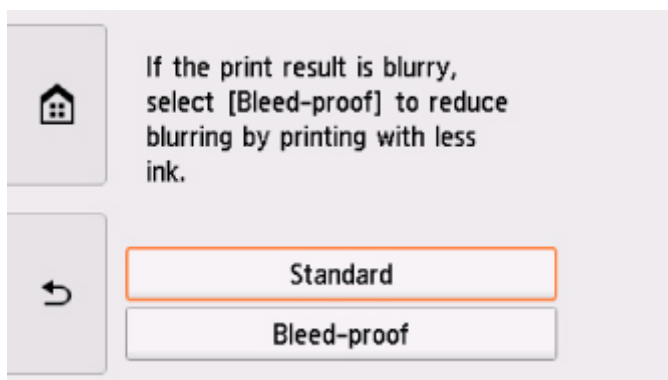 If the print result is blurry,
select [Bleed-proof] to reduce
blurring by printing with less
ink.
Standard
Bleed-proof